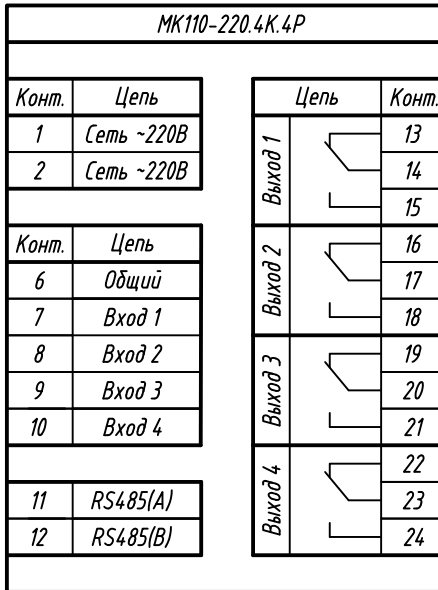 МК110-220.4К.4Р
Конт. Цепь
1 Сеть ~220В
2 Сеть ~220В
Конт. Цепь
6 Общий
7 Вход 1
8 Вход 2
9 Вход 3
10 Вход 4
11 RS485(A)
12 RS485(B)
Цепь Конт.
Выход 1
13
14
15
Выход 2
16
17
18
Выход 3
19
20
21
Выход 4
22
23
24